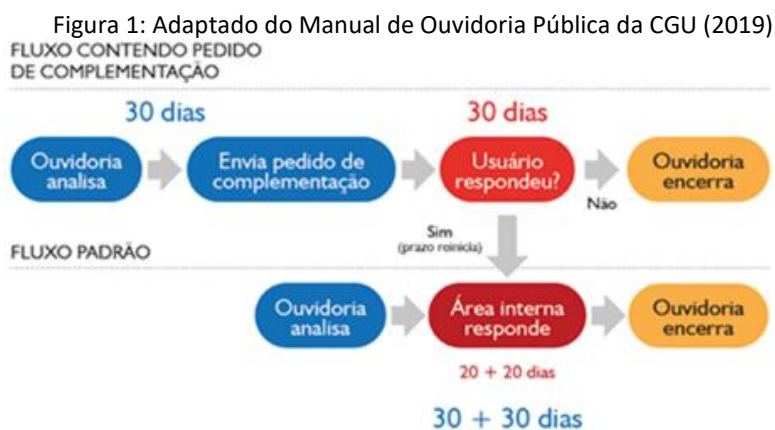 Figura 1: Adaptado do Manual de Ouvidoria Pública da CGU (2019)
FLUXO CONTENDO PEDIDO
DE COMPLEMENTAÇÃO
30 dias
30 dias
Ouvidoria
analisa
Envia pedido de
complementação
Usuário
respondeu?
Ouvidoria
encerra
Não
Sim
(prazo reinicia)
FLUXO PADRÃO
Ouvidoria
analisa
Área interna
responde
Ouvidoria
encerra
20 + 20 dias
30 + 30 dias